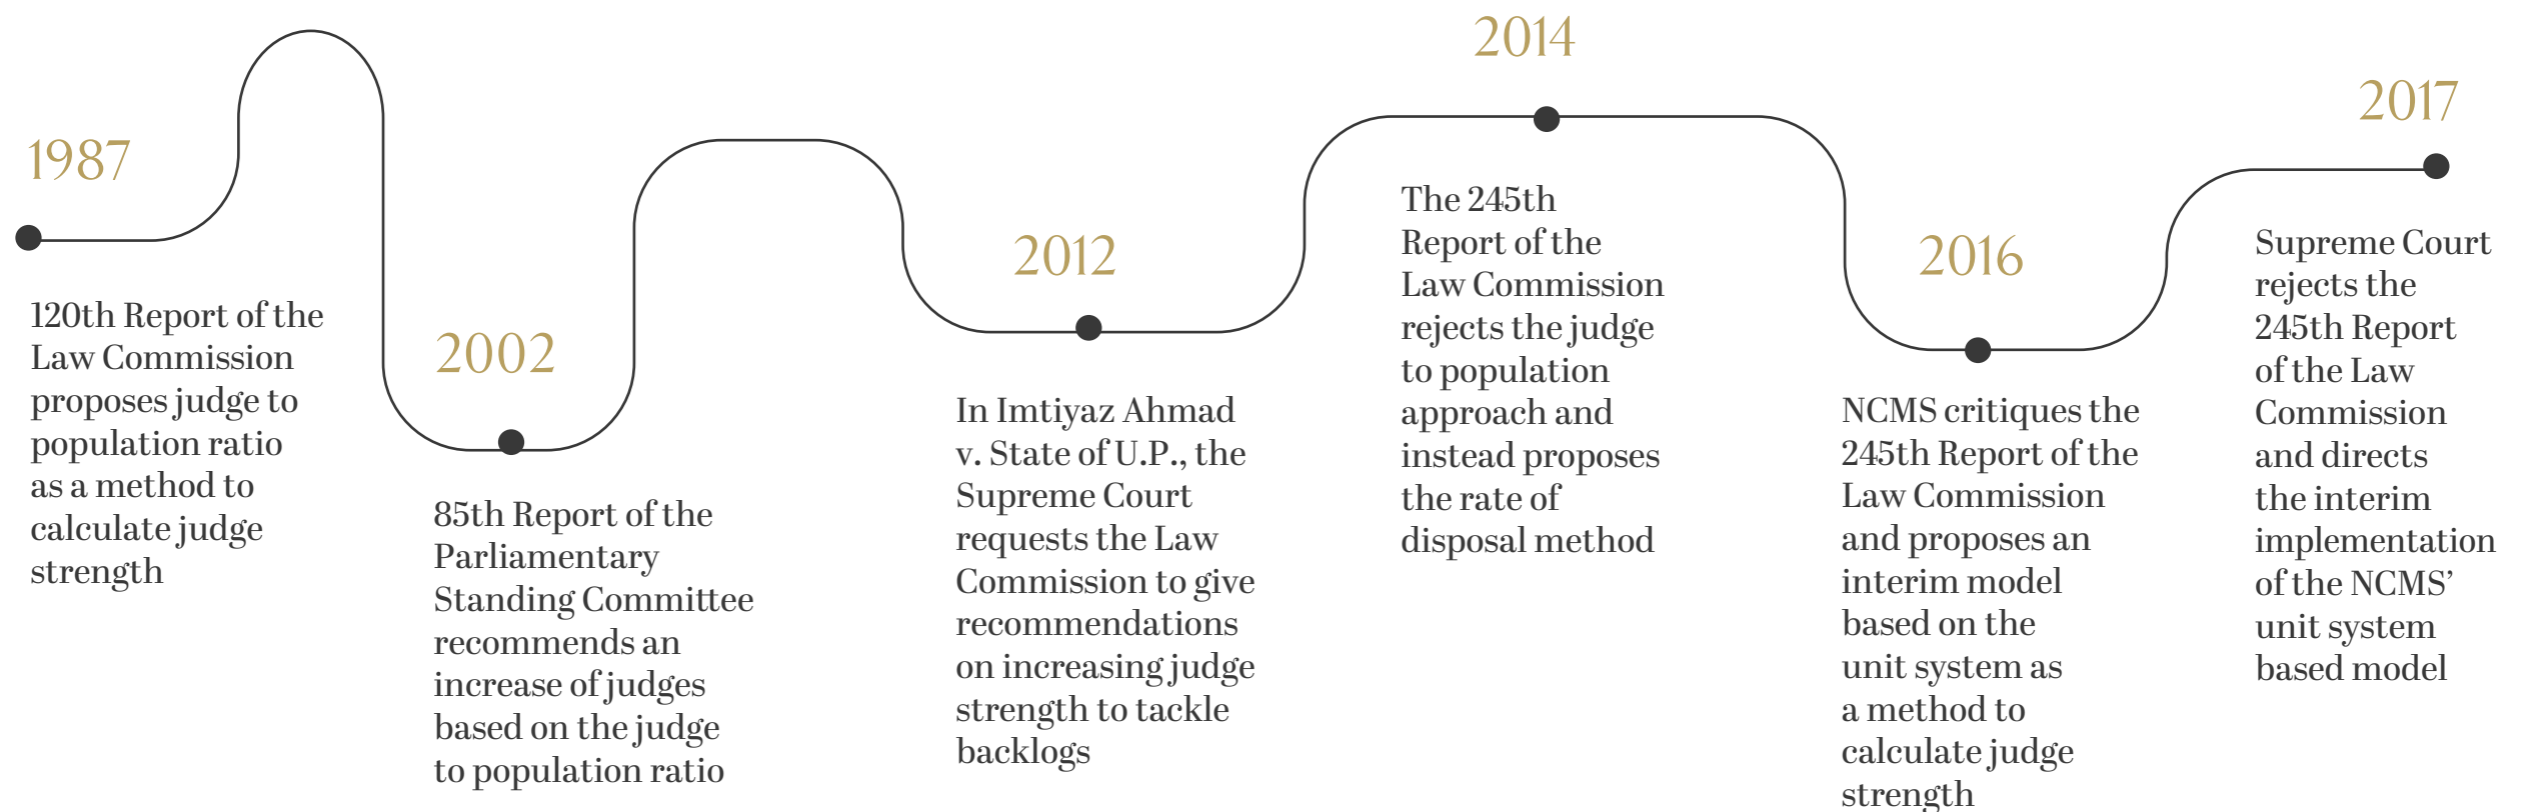 1987
120th Report of the
Law Commission
proposes judge to
population ratio
as a method to
calculate judge
strength
2002
85th Report of the
Parliamentary
Standing Committee
recommends an
increase of judges
based on the judge
to population ratio
2012
In Imtiyaz Ahmad
v. State of U.P., the
Supreme Court
requests the Law
Commission to give
recommendations
on increasing judge
strength to tackle
backlogs
2014
The 245th
Report of the
Law Commission
rejects the judge
to population
approach and
instead proposes
the rate of
disposal method
2016
NCMS critiques the
245th Report of the
Law Commission
and proposes an
interim model
based on the
unit system as
a method to
calculate judge
strength
2017
Supreme Court
rejects the
245th Report
of the Law
Commission
and directs
the interim
implementation
of the NCMS’
unit system
based model